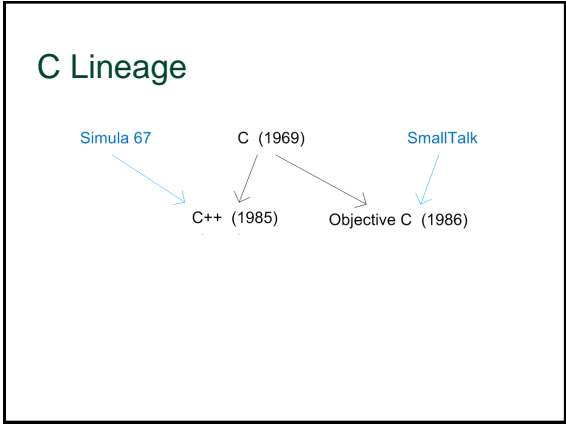 C Lineage
Simula 67 C (1969) SmallTalk
C++ (1985) Objective C (1986)